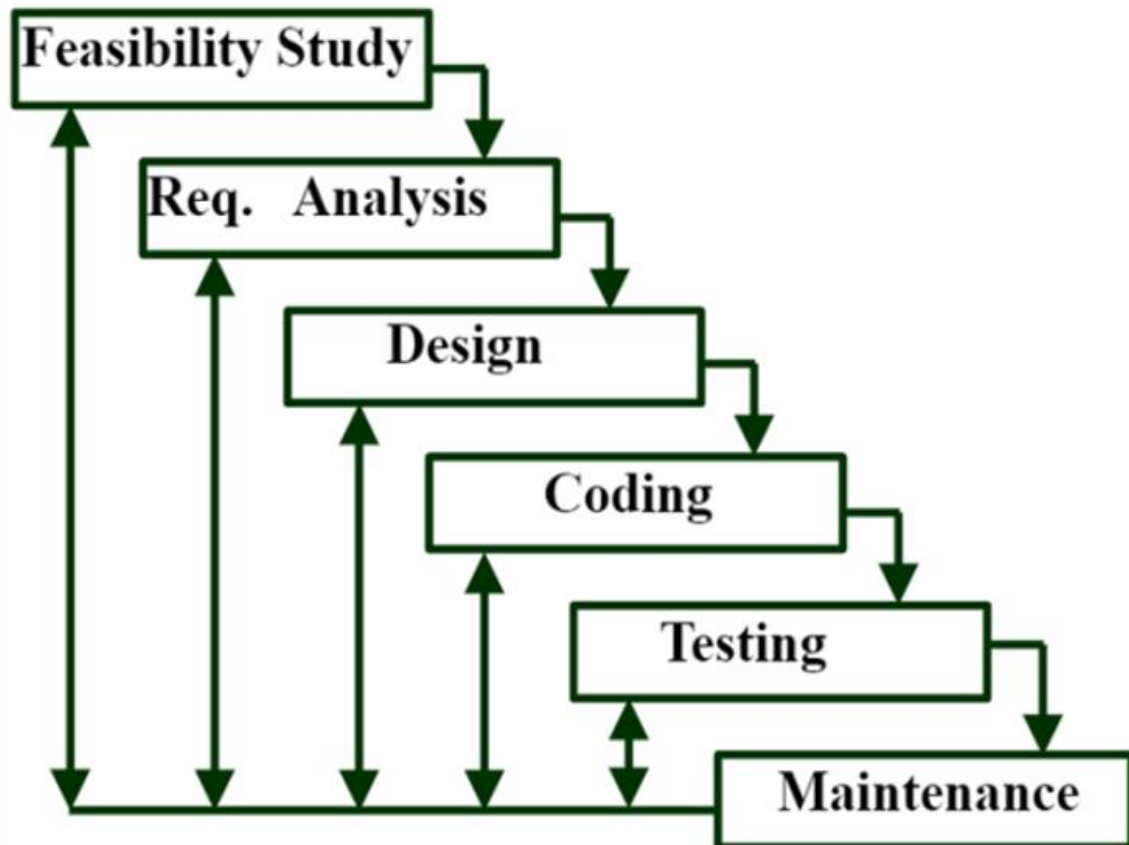 Feasibility Study
Req. Analysis
Design
Coding
Testing
Maintenance